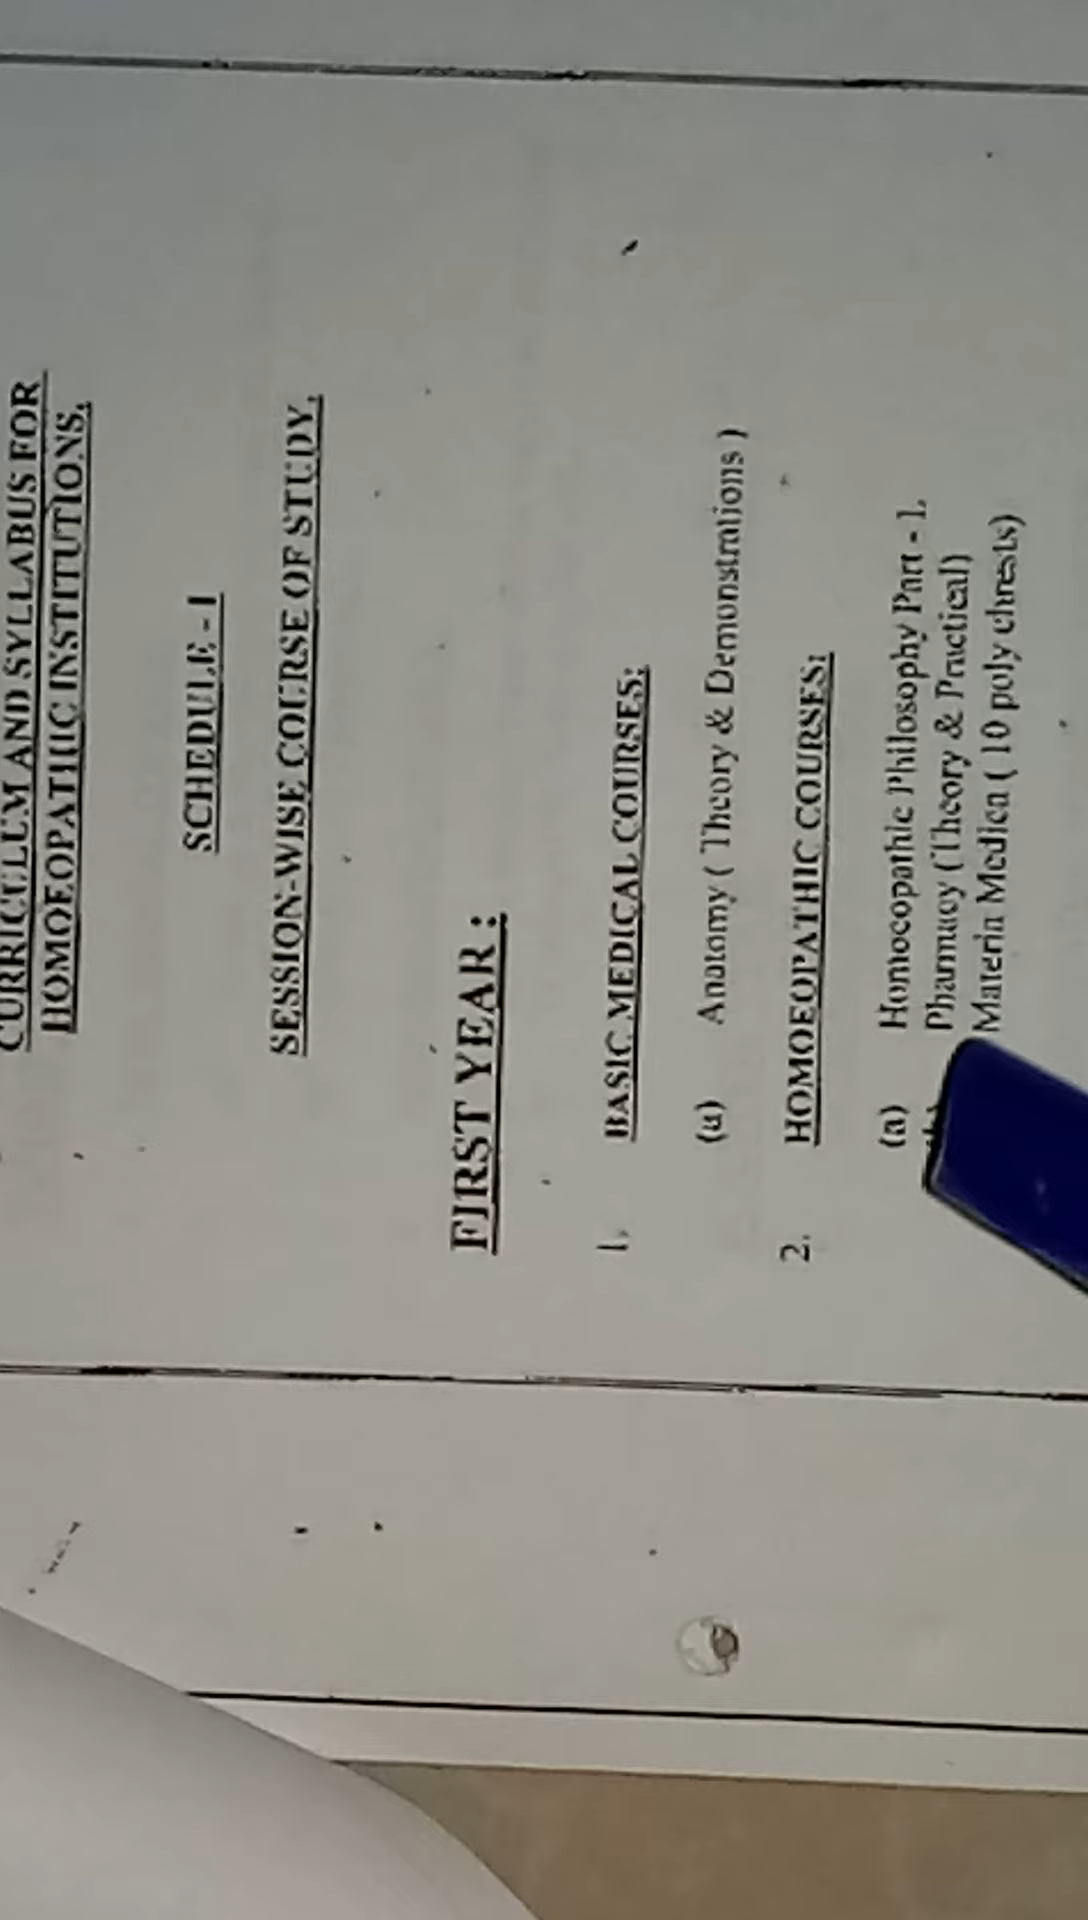 CURRICULUM AND SYLLABUS FOR
HOMOEOPATHIC INSTITUTIONS.
SCHEDULE - I
SESSION-WISE COURSE OF STUDY.
FIRST YEAR :
1. BASIC MEDICAL COURSES:
(a) Anatomy ( Theory & Demonstrations )
2. HOMOEOPATHIC COURSES:
(a) Homoeopathic Philosophy Part - I.
Pharmacy (Theory & Practical)
Materia Medica ( 10 poly chrests)